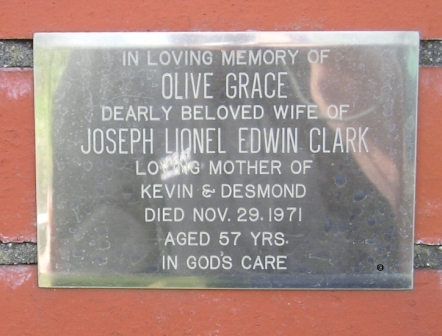 IN LOVING MEMORY OF
OLIVE GRACE
DEARLY BELOVED WIFE OF
JOSEPH LIONEL EDWIN CLARK
LOVING MOTHER OF
KEVIN & DESMOND
DIED NOV. 29. 1971
AGED 57 YRS.
IN GOD'S CARE